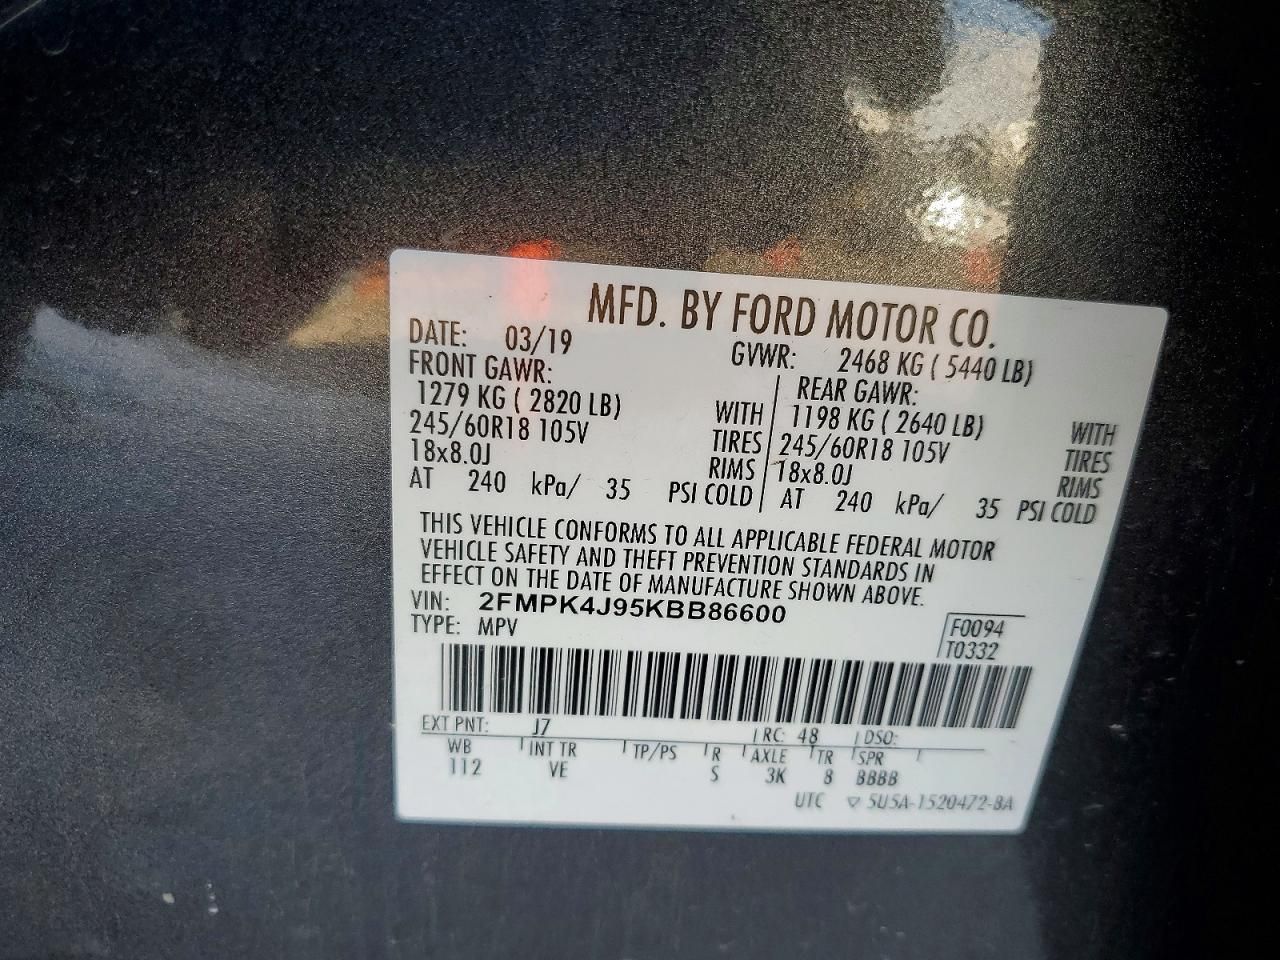 MFD. BY FORD MOTOR CO.
DATE: 03/19 GVWR: 2468 KG ( 5440 LB)
FRONT GAWR: REAR GAWR:
1279 KG ( 2820 LB) WITH 1198 KG ( 2640 LB) WITH
245/60R18 105V TIRES 245/60R18 105V TIRES
18x8.0J RIMS 18x8.0J RIMS
AT 240 kPa/ 35 PSI COLD AT 240 kPa/ 35 PSI COLD
THIS VEHICLE CONFORMS TO ALL APPLICABLE FEDERAL MOTOR
VEHICLE SAFETY AND THEFT PREVENTION STANDARDS IN
EFFECT ON THE DATE OF MANUFACTURE SHOWN ABOVE.
VIN: 2FMPK4J95KBB86600
TYPE: MPV
F0094
T0332
EXT PNT: J7 RC: 48 DSO:
WB INT TR TP/PS R AXLE TR SPR
112 VE S 3K 8 BBBB
UTC ▽ 5U5A-1520472-BA